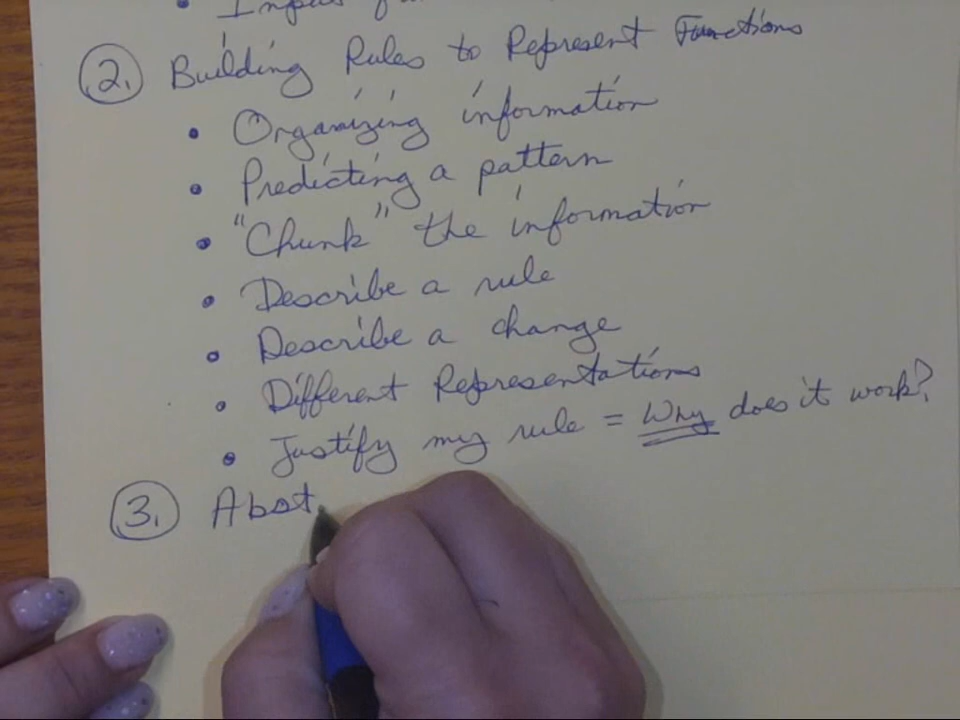 • Input
②. Building Rules to Represent Functions
• Organizing information
• Predicting a pattern
• "Chunk" the information
• Describe a rule
• Describe a change
• Different Representations
• Justify my rule = Why does it work?
③. Abst